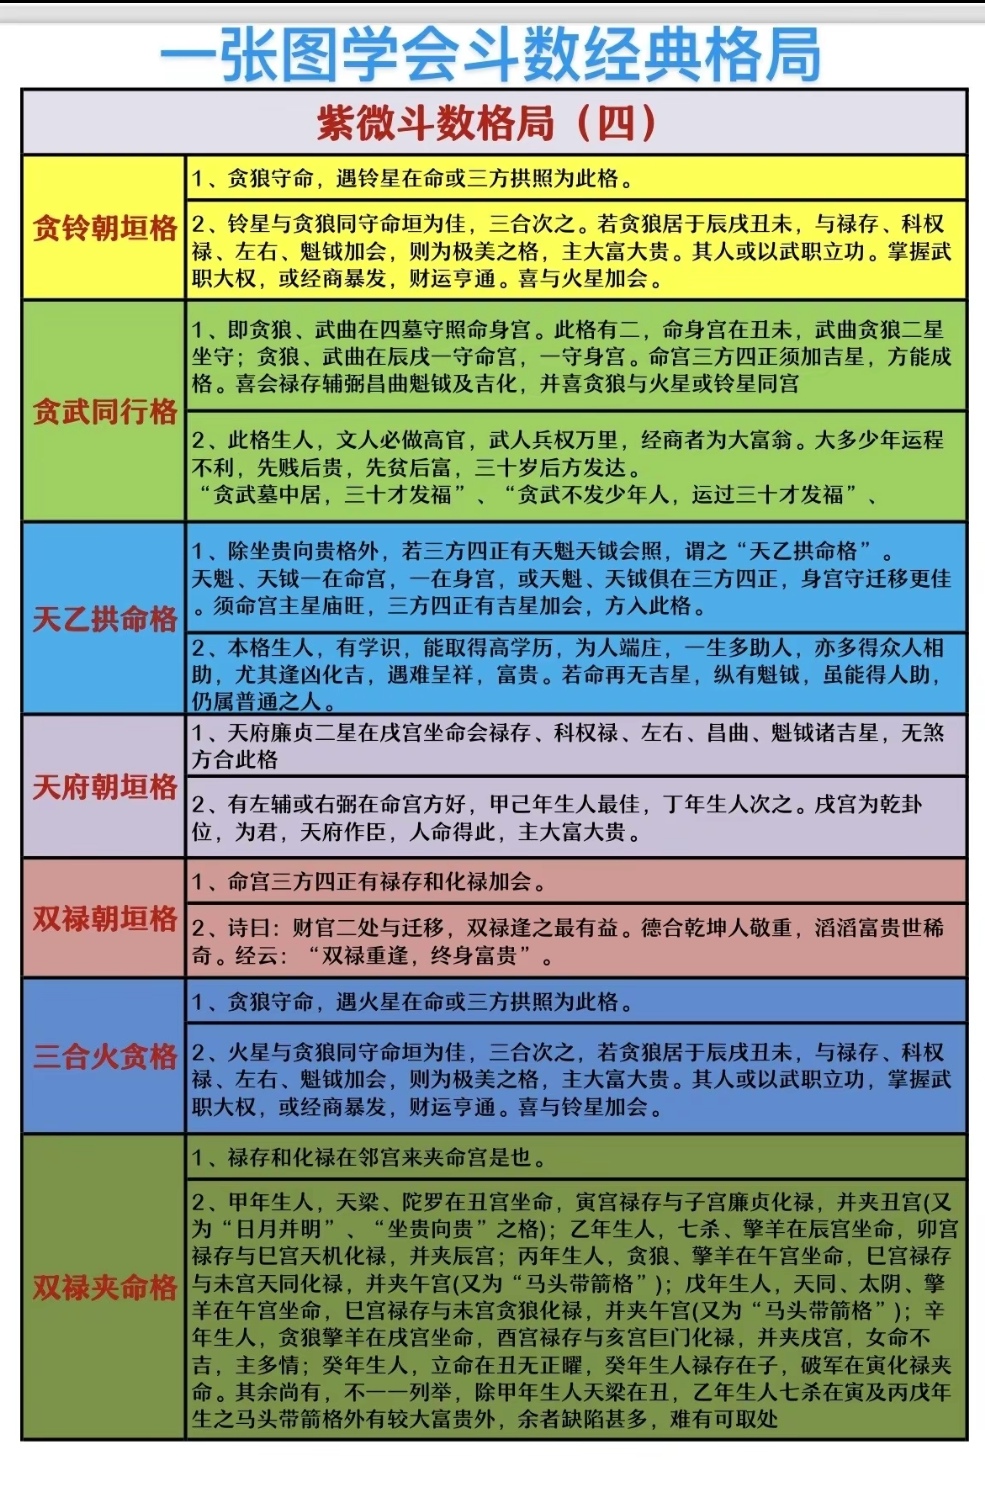 一张图学会斗数经典格局
紫微斗数格局（四）
贪铃朝垣格
1、贪狼守命，遇铃星在命或三方拱照为此格。
2、铃星与贪狼同守命垣为佳，三合次之。若贪狼居于辰戌丑未，与禄存、科权
禄、左右、魁钺加会，则为极美之格，主大富大贵。其人或以武职立功。掌握武
职大权，或经商暴发，财运亨通。喜与火星加会。
贪武同行格
1、即贪狼、武曲在四墓守照命身宫。此格有二，命身宫在丑未，武曲贪狼二星
坐守；贪狼、武曲在辰戌一守命宫，一守身宫。命宫三方四正须加吉星，方能成
格。喜会禄存辅弼昌曲魁钺及吉化，并喜贪狼与火星或铃星同宫
2、此格生人，文人必做高官，武人兵权万里，经商者为大富翁。大多少年运程
不利，先贱后贵，先贫后富，三十岁后方发达。
“贪武墓中居，三十才发福”、“贪武不发少年人，运过三十才发福”、
天乙拱命格
1、除坐贵向贵格外，若三方四正有天魁天钺会照，谓之“天乙拱命格”。
天魁、天钺一在命宫，一在身宫，或天魁、天钺俱在三方四正，身宫守迁移更佳
。须命宫主星庙旺，三方四正有吉星加会，方入此格。
2、本格生人，有学识，能取得高学历，为人端庄，一生多助人，亦多得众人相
助，尤其逢凶化吉，遇难呈祥，富贵。若命再无吉星，纵有魁钺，虽能得人助，
仍属普通之人。
天府朝垣格
1、天府廉贞二星在戌宫坐命会禄存、科权禄、左右、昌曲、魁钺诸吉星，无煞
方合此格
2、有左辅或右弼在命宫方好，甲己年生人最佳，丁年生人次之。戌宫为乾卦
位，为君，天府作臣，人命得此，主大富大贵。
双禄朝垣格
1、命宫三方四正有禄存和化禄加会。
2、诗曰：财官二处与迁移，双禄逢之最有益。德合乾坤人敬重，滔滔富贵世稀
奇。经云：“双禄重逢，终身富贵”。
三合火贪格
1、贪狼守命，遇火星在命或三方拱照为此格。
2、火星与贪狼同守命垣为佳，三合次之，若贪狼居于辰戌丑未，与禄存、科权
禄、左右、魁钺加会，则为极美之格，主大富大贵。其人或以武职立功，掌握武
职大权，或经商暴发，财运亨通。喜与铃星加会。
双禄夹命格
1、禄存和化禄在邻宫来夹命宫是也。
2、甲年生人，天梁、陀罗在丑宫坐命，寅宫禄存与子宫廉贞化禄，并夹丑宫(又
为“日月并明”、“坐贵向贵”之格)；乙年生人，七杀、擎羊在辰宫坐命，卯宫
禄存与巳宫天机化禄，并夹辰宫；丙年生人，贪狼、擎羊在午宫坐命，巳宫禄存
与未宫天同化禄，并夹午宫(又为“马头带箭格”)；戊年生人，天同、太阴、擎
羊在午宫坐命，巳宫禄存与未宫贪狼化禄，并夹午宫(又为“马头带箭格”)；辛
年生人，贪狼擎羊在戌宫坐命，酉宫禄存与亥宫巨门化禄，并夹戌宫，女命不
吉，主多情；癸年生人，立命在丑无正曜，癸年生人禄存在子，破军在寅化禄夹
命。其余尚有，不一一列举，除甲年生人天梁在丑，乙年生人七杀在寅及丙戊年
生之马头带箭格外有较大富贵外，余者缺陷甚多，难有可取处